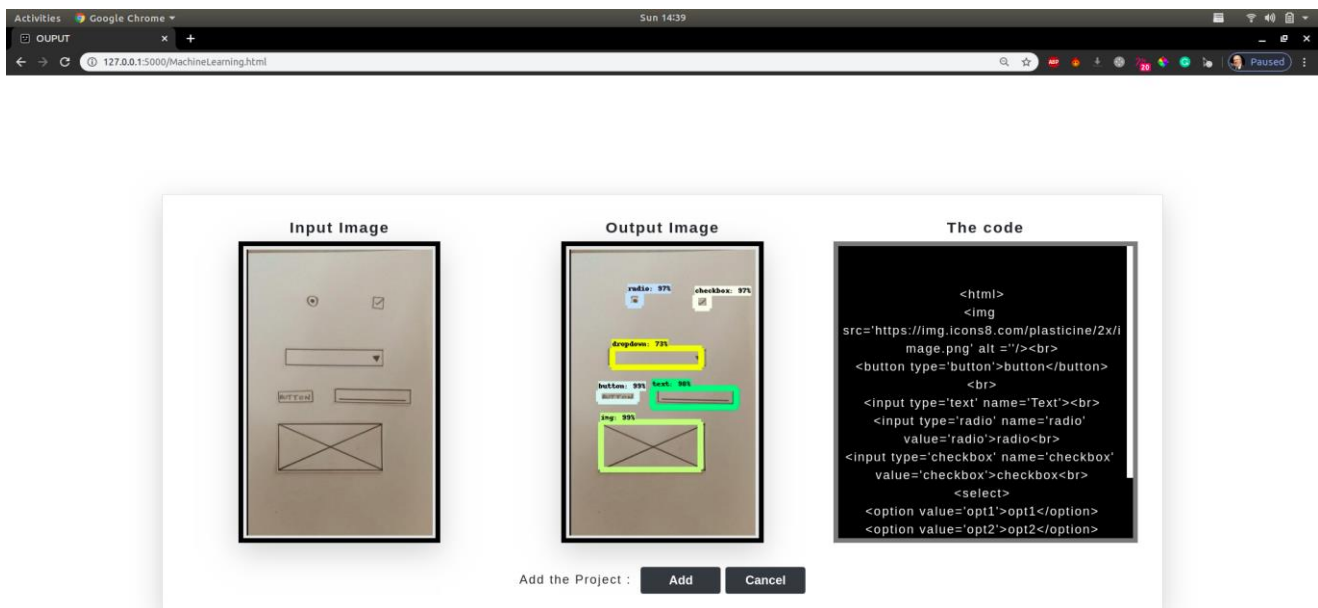 Activities Google Chrome Sun 14:39
OUPUT
127.0.0.1:5000/MachineLearning.html ABP 20 Paused
Input Image
BUTTON
Output Image
radio: 97% checkbox: 97%
dropdown: 73%
button: 99% text: 98%
img: 99%
BUTTON
The code
<html>
<img
src='https://img.icons8.com/plasticine/2x/i
mage.png' alt =''/><br>
<button type='button'>button</button>
<br>
<input type='text' name='Text'><br>
<input type='radio' name='radio'
value='radio'>radio<br>
<input type='checkbox' name='checkbox'
value='checkbox'>checkbox<br>
<select>
<option value='opt1'>opt1</option>
<option value='opt2'>opt2</option>
Add the Project : Add Cancel